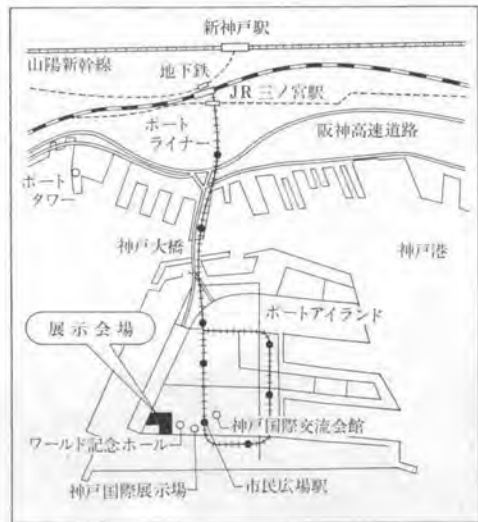 新神戸駅
山陽新幹線
地下鉄
JR 三ノ宮駅
ポート
ライナー
阪神高速道路
ポート
タワー
神戸大橋
神戸港
ポートアイランド
展示会場
神戸国際交流会館
ワールド記念ホール
市民広場駅
神戸国際展示場